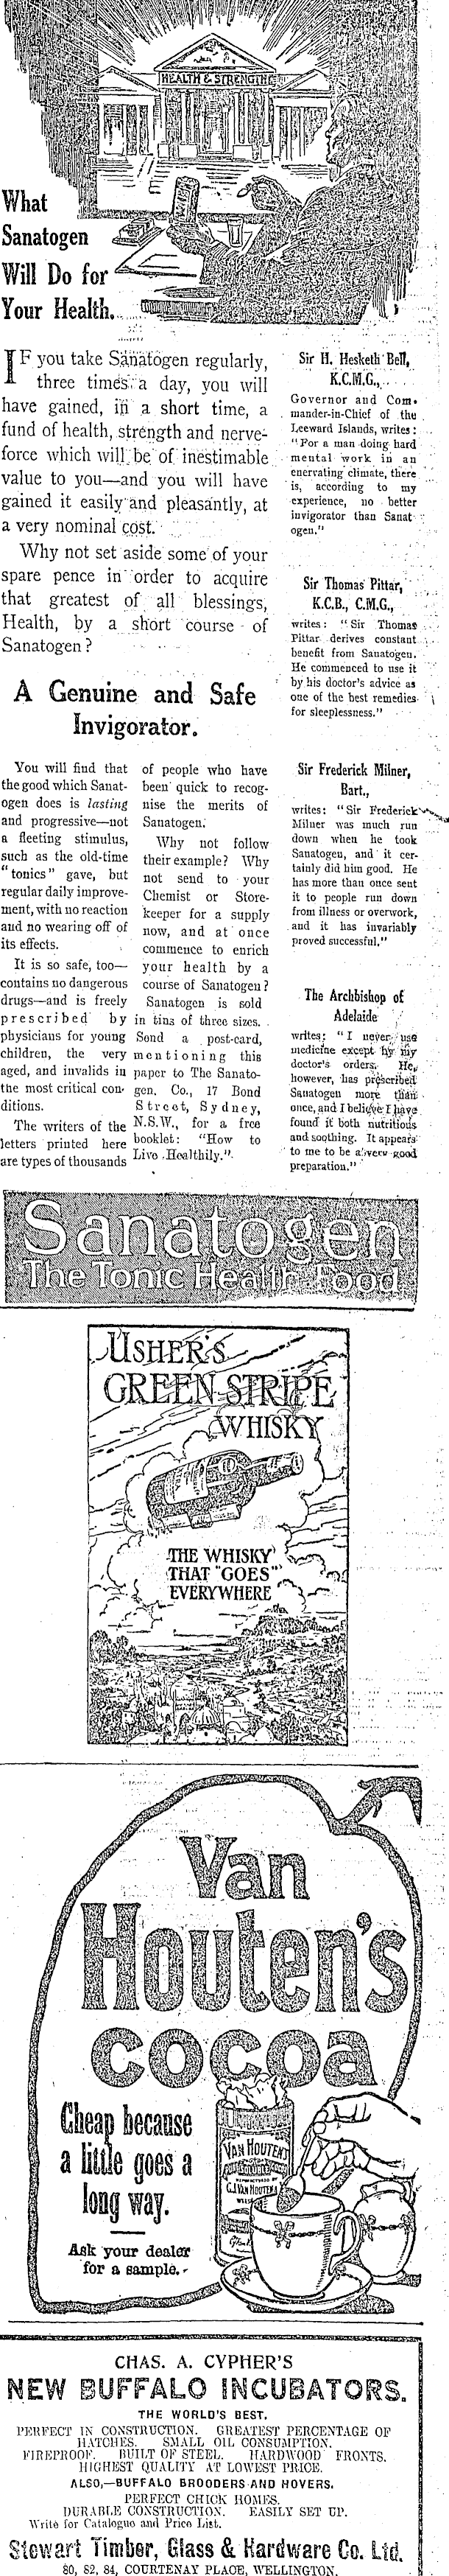 HEALTH & STRENGTH
What
Sanatogen
Will Do for
Your Health.
IF you take Sanatogen regularly,
three times a day, you will
have gained, in a short time, a
fund of health, strength and nerve-
force which will be of inestimable
value to you—and you will have
gained it easily and pleasantly, at
a very nominal cost.
Why not set aside some of your
spare pence in order to acquire
that greatest of all blessings,
Health, by a short course of
Sanatogen?
A Genuine and Safe
Invigorator.
You will find that
the good which Sanat-
ogen does is lasting
and progressive—not
a fleeting stimulus,
such as the old-time
"tonics" gave, but
regular daily improve-
ment, with no reaction
and no wearing off of
its effects.
It is so safe, too—
contains no dangerous
drugs—and is freely
prescribed by
physicians for young
children, the very
aged, and invalids in
the most critical con-
ditions.
The writers of the
letters printed here
are types of thousands
of people who have
been quick to recog-
nise the merits of
Sanatogen.
Why not follow
their example? Why
not send to your
Chemist or Store-
keeper for a supply
now, and at once
commence to enrich
your health by a
course of Sanatogen?
Sanatogen is sold
in tins of three sizes.
Send a post-card,
mentioning this
paper to The Sanato-
gen. Co., 17 Bond
Street, Sydney,
N.S.W., for a free
booklet: "How to
Live Healthily."
Sir H. Hesketh Bell,
K.C.M.G.,
Governor and Com-
mander-in-Chief of the
Leeward Islands, writes:
"For a man doing hard
mental work in an
enervating climate, there
is, according to my
experience, no better
invigorator than Sanat
ogen."
Sir Thomas Pittar,
K.C.B., C.M.G.,
writes: "Sir Thomas
Pittar derives constant
benefit from Sanatogen.
He commenced to use it
by his doctor's advice as
one of the best remedies
for sleeplessness."
Sir Frederick Milner,
Bart.,
writes: "Sir Frederick
Milner was much run
down when he took
Sanatogen, and it cer-
tainly did him good. He
has more than once sent
it to people run down
from illness or overwork,
and it has invariably
proved successful."
The Archbishop of
Adelaide
writes: "I never use
medicine except by my
doctor's orders. He,
however, has prescribed
Sanatogen more than
once, and I believe I have
found it both nutritious
and soothing. It appears
to me to be a very good
preparation."
Sanatogen
The Tonic Health Food
USHER'S
GREEN STRIPE
WHISKY
THE WHISKY
THAT "GOES"
EVERYWHERE
Van
Houten's
Cocoa
Cheap because
a little goes a
long way.
Ask your dealer
for a sample.
VAN HOUTEN'S
C.J. VAN HOUTEN &
CHAS. A. CYPHER'S
NEW BUFFALO INCUBATORS.
THE WORLD'S BEST.
PERFECT IN CONSTRUCTION. GREATEST PERCENTAGE OF
HATCHES. SMALL OIL CONSUMPTION.
FIREPROOF. BUILT OF STEEL. HARDWOOD FRONTS.
HIGHEST QUALITY AT LOWEST PRICE.
ALSO,—BUFFALO BROODERS AND HOVERS.
PERFECT CHICK HOMES.
DURABLE CONSTRUCTION. EASILY SET UP.
Write for Catalogue and Price List.
Stewart Timber, Glass & Hardware Co. Ltd.
80, 82, 84, COURTENAY PLACE, WELLINGTON.